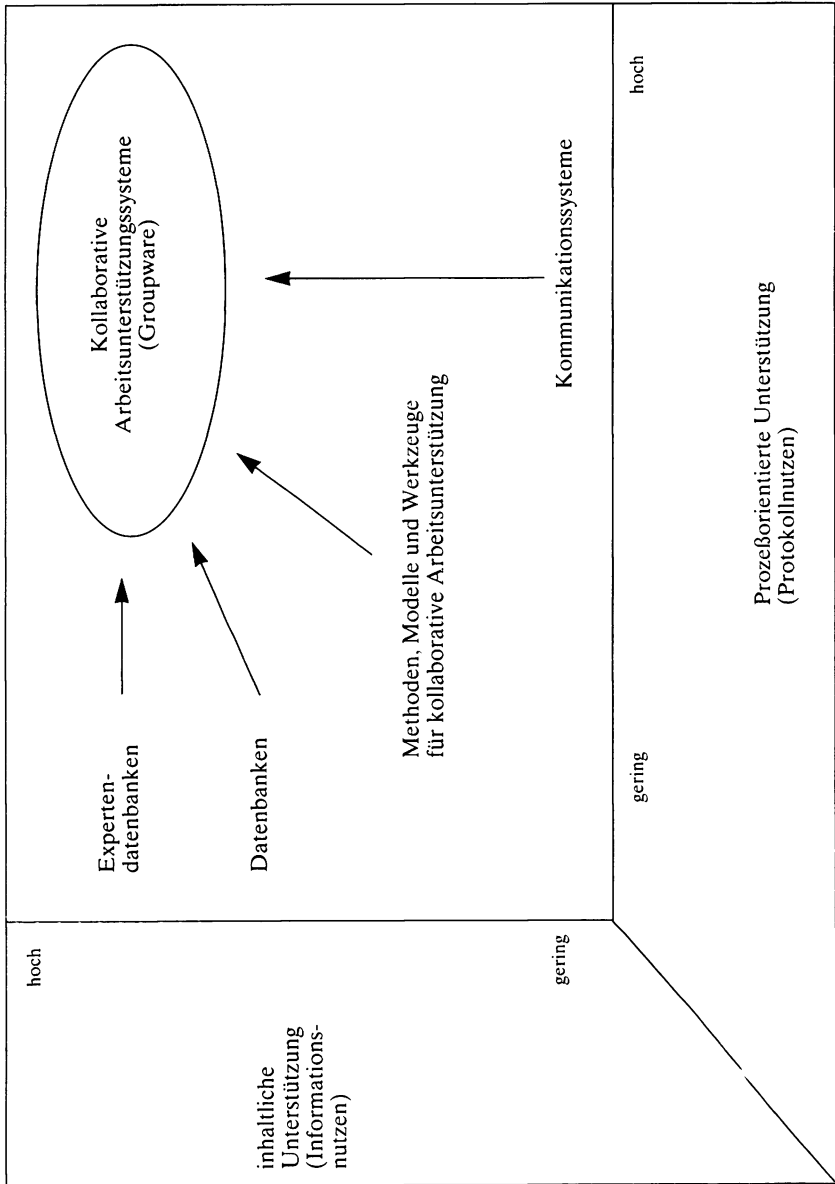 inhaltliche
Unterstützung
(Informations-
nutzen)
hoch
gering
Experten-
datenbanken
Datenbanken
Methoden, Modelle und Werkzeuge
für kollaborative Arbeitsunterstützung
Kollaborative
Arbeitsunterstützungssysteme
(Groupware)
Kommunikationssysteme
gering
hoch
Prozeßorientierte Unterstützung
(Protokollnutzen)